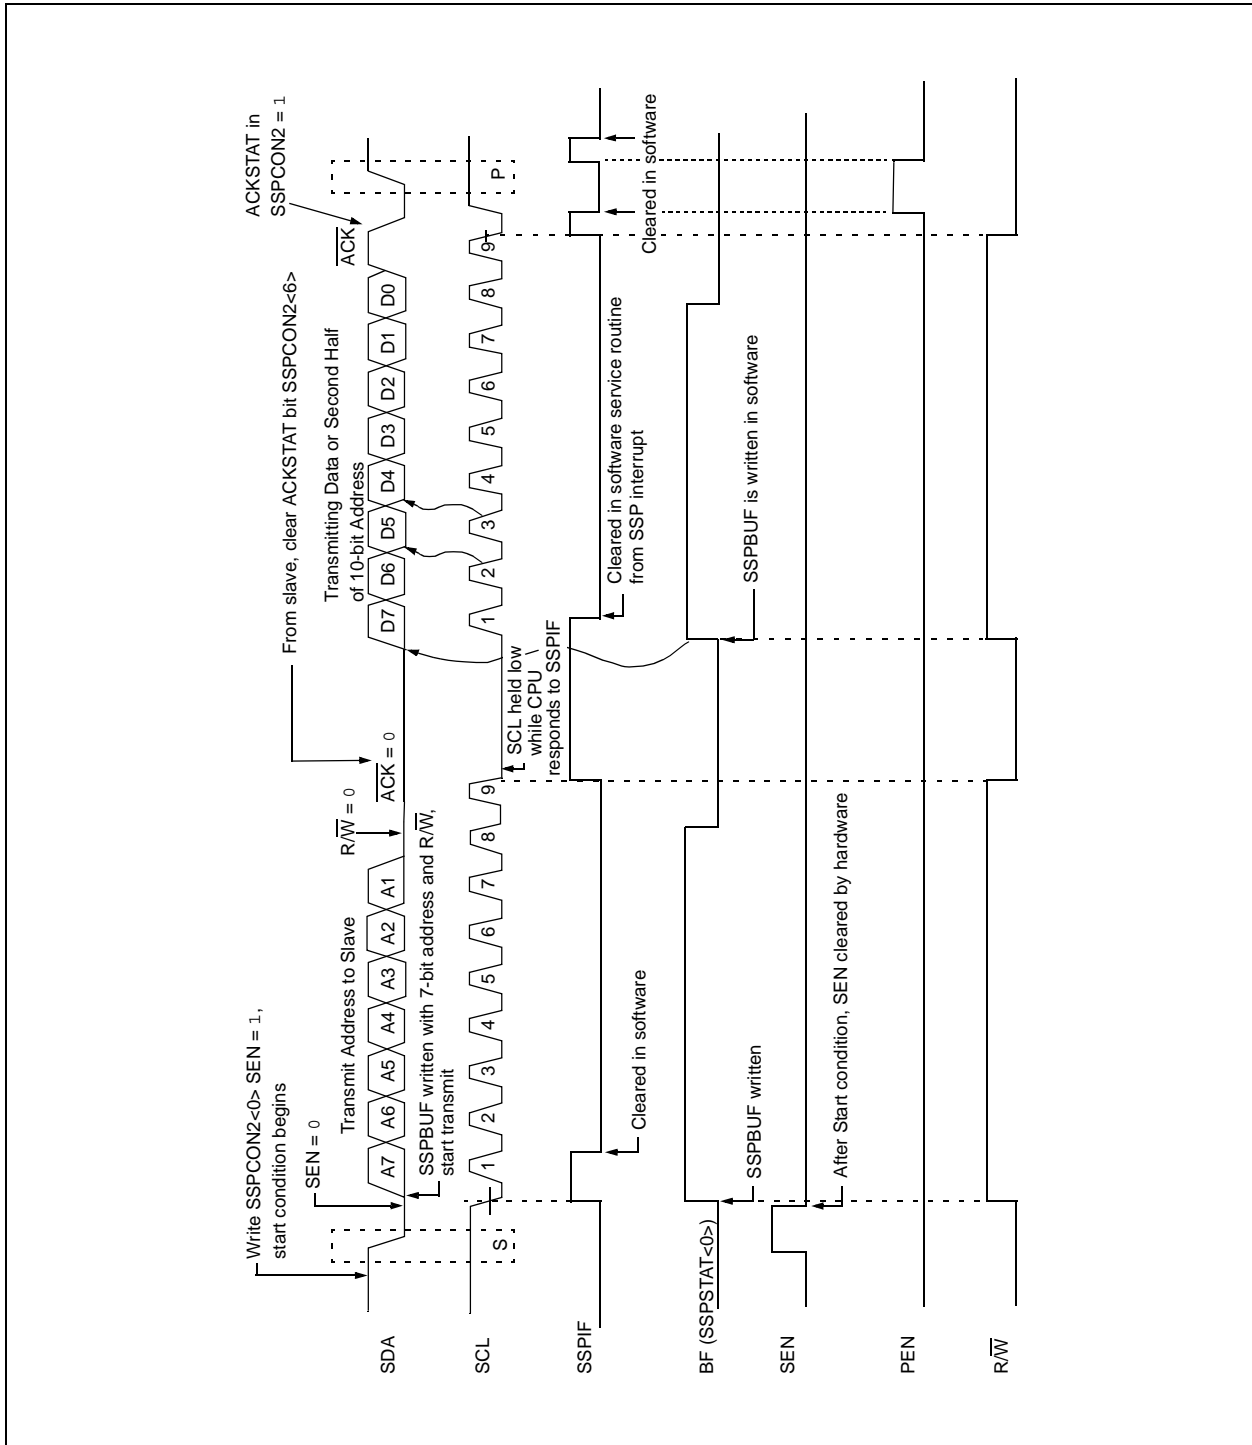 Write SSPCON2<0> SEN = 1,
start condition begins
SEN = 0
Transmit Address to Slave
R/W = 0
From slave, clear ACKSTAT bit SSPCON2<6>
ACK = 0
Transmitting Data or Second Half
of 10-bit Address
ACKSTAT in
SSPCON2 = 1
ACK
SDA
A7 A6 A5 A4 A3 A2 A1
D7 D6 D5 D4 D3 D2 D1 D0
SSPBUF written with 7-bit address and R/W,
start transmit
SCL
S
1 2 3 4 5 6 7 8 9
1 2 3 4 5 6 7 8 9
P
SCL held low
while CPU
responds to SSPIF
SSPIF
Cleared in software
Cleared in software service routine
from SSP interrupt
Cleared in software
BF (SSPSTAT<0>)
SSPBUF written
SSPBUF is written in software
SEN
After Start condition, SEN cleared by hardware
PEN
R/W